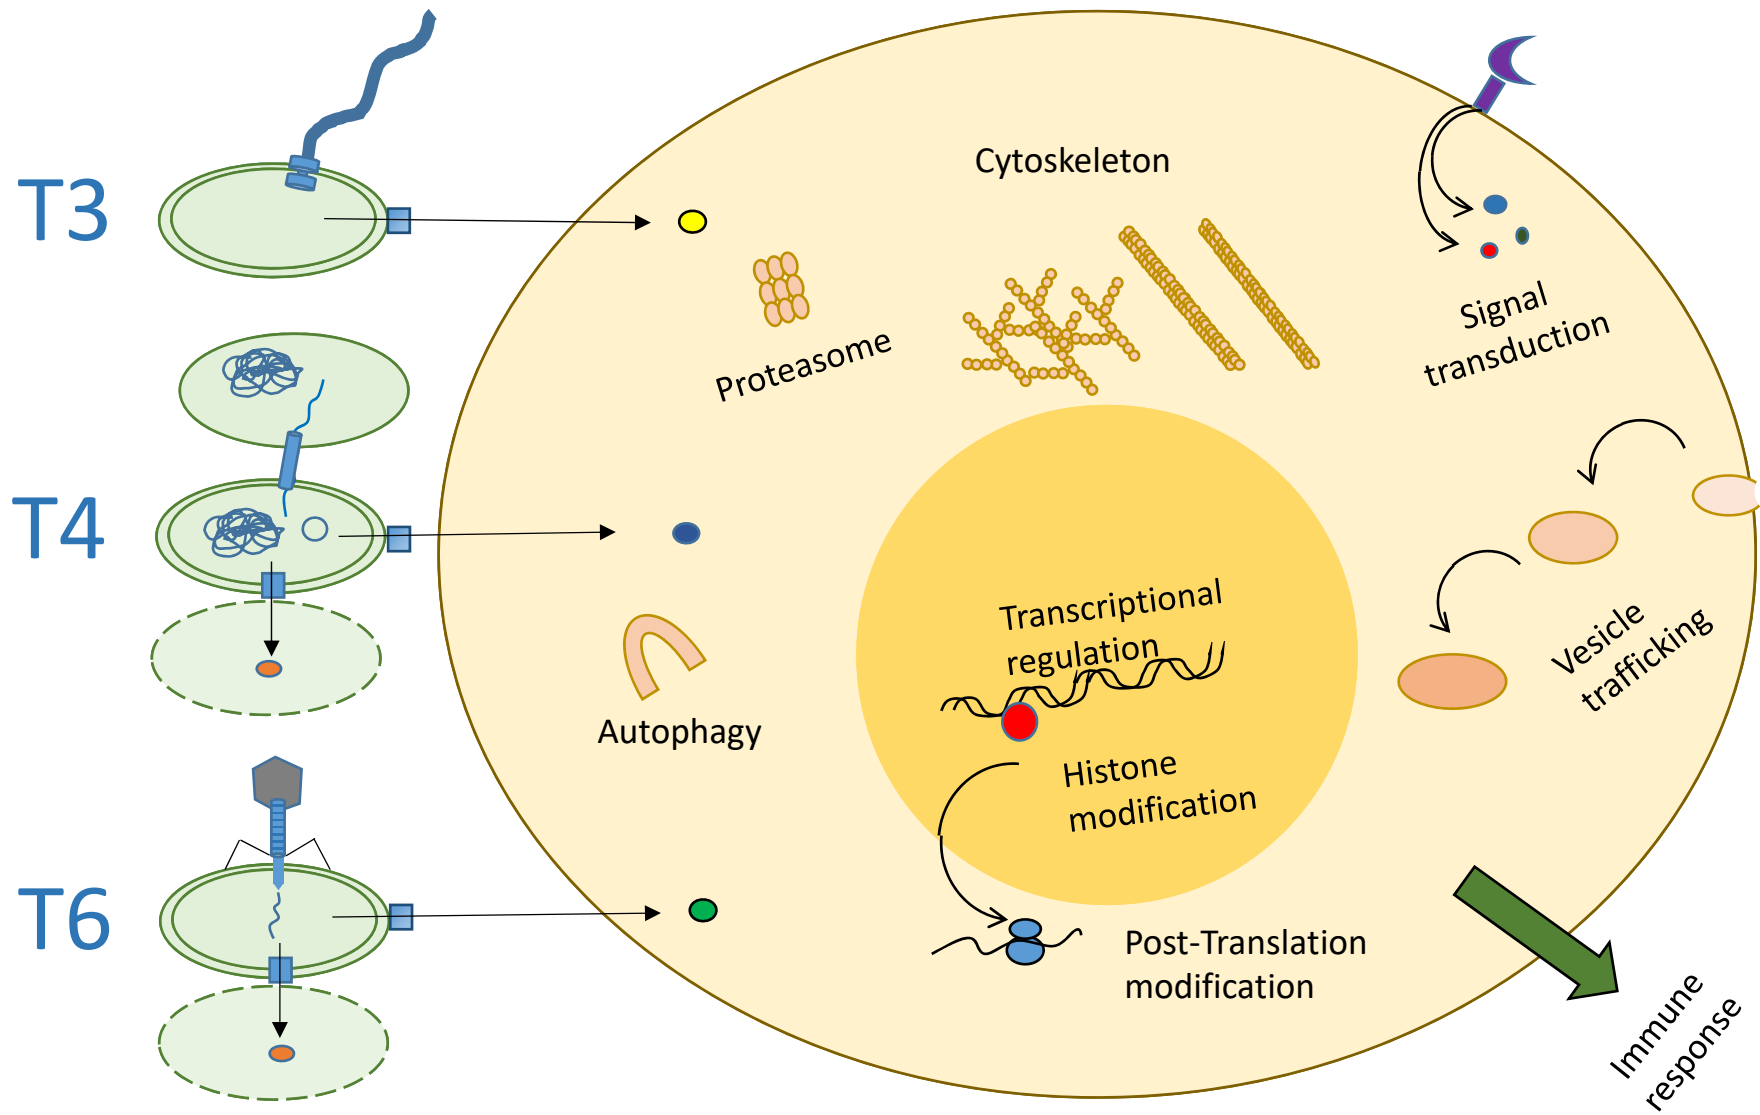 T3
T4
T6
Cytoskeleton
Proteasome
Signal
transduction
Vesicle
trafficking
Autophagy
Transcriptional
regulation
Histone
modification
Post-Translation
modification
Immune
response